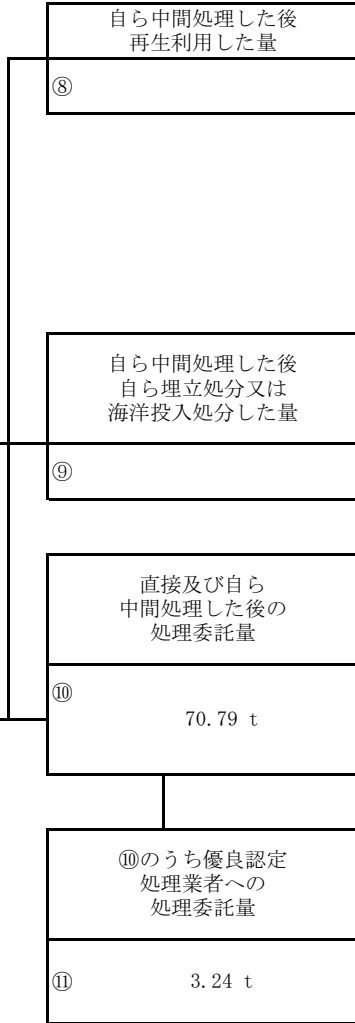 自ら中間処理した後
再生利用した量
⑧
自ら中間処理した後
自ら埋立処分又は
海洋投入処分した量
⑨
直接及び自ら
中間処理した後の
処理委託量
⑩
70.79 t
⑩のうち優良認定
処理業者への
処理委託量
⑪ 3.24 t